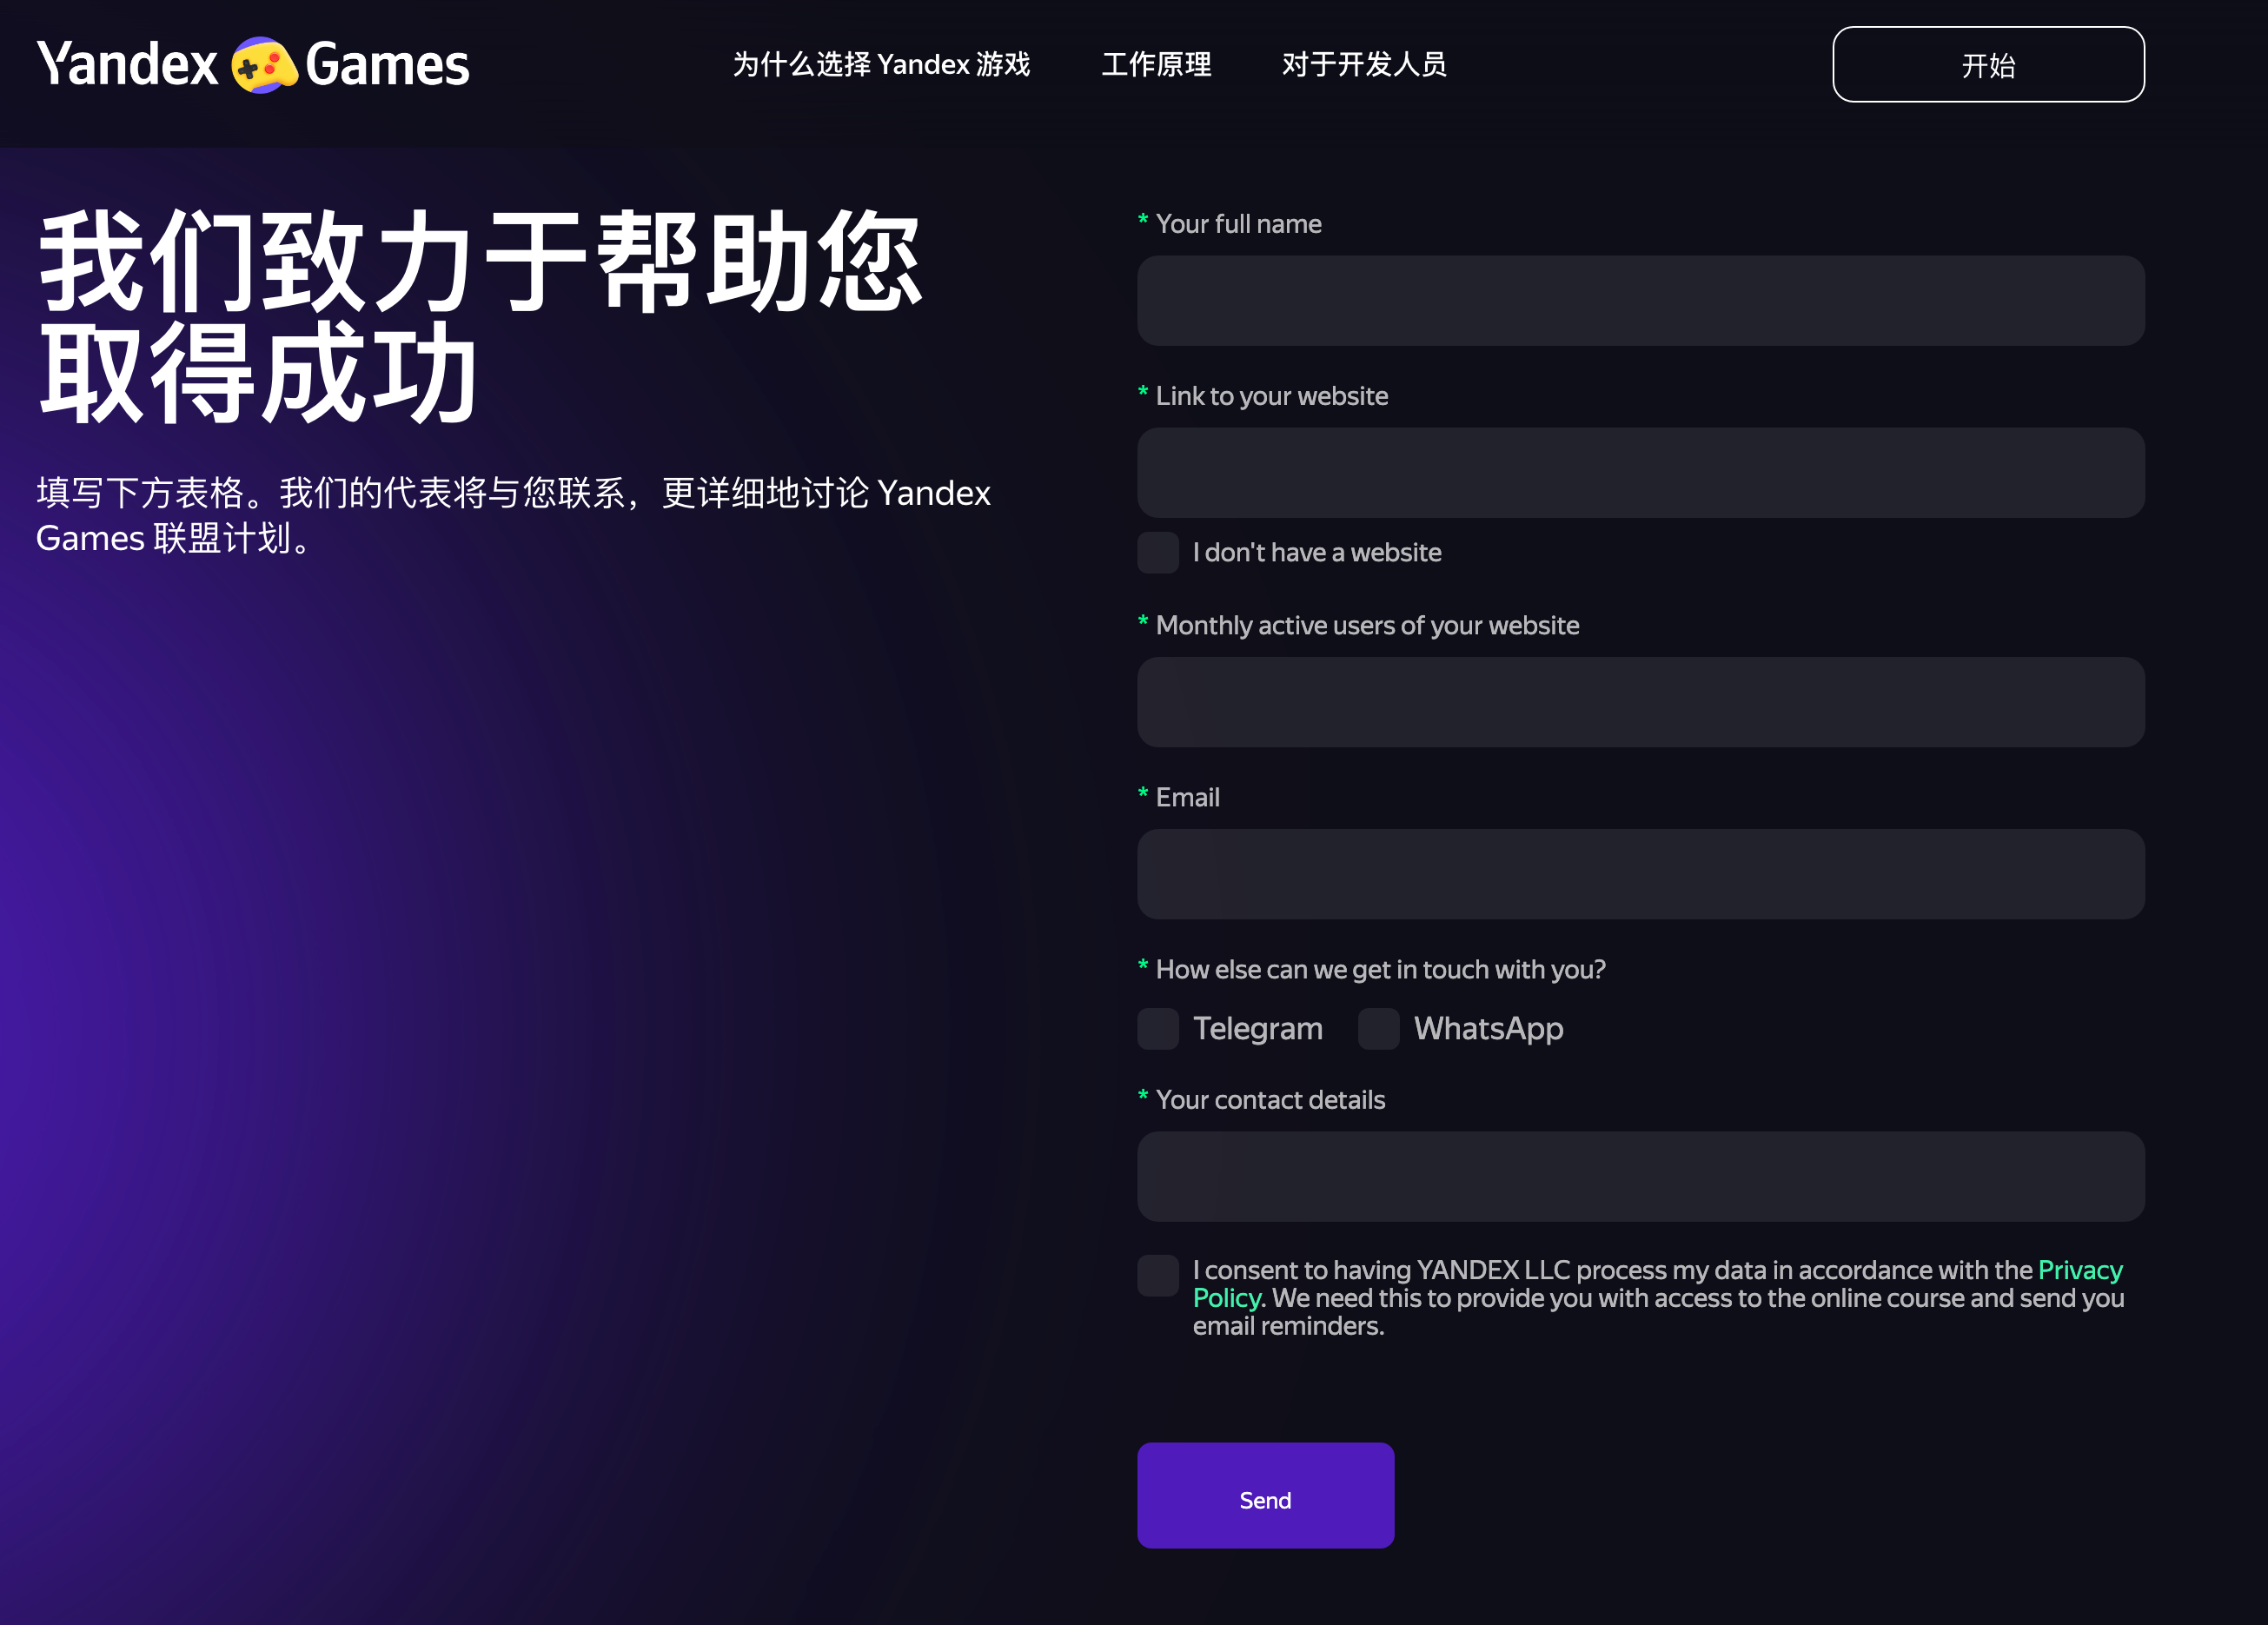 Yandex Games
为什么选择 Yandex 游戏
工作原理
对于开发人员
开始
我们致力于帮助您
取得成功
填写下方表格。我们的代表将与您联系，更详细地讨论 Yandex
Games 联盟计划。
* Your full name
* Link to your website
I don't have a website
* Monthly active users of your website
* Email
* How else can we get in touch with you?
Telegram
WhatsApp
* Your contact details
I consent to having YANDEX LLC process my data in accordance with the Privacy
Policy. We need this to provide you with access to the online course and send you
email reminders.
Send